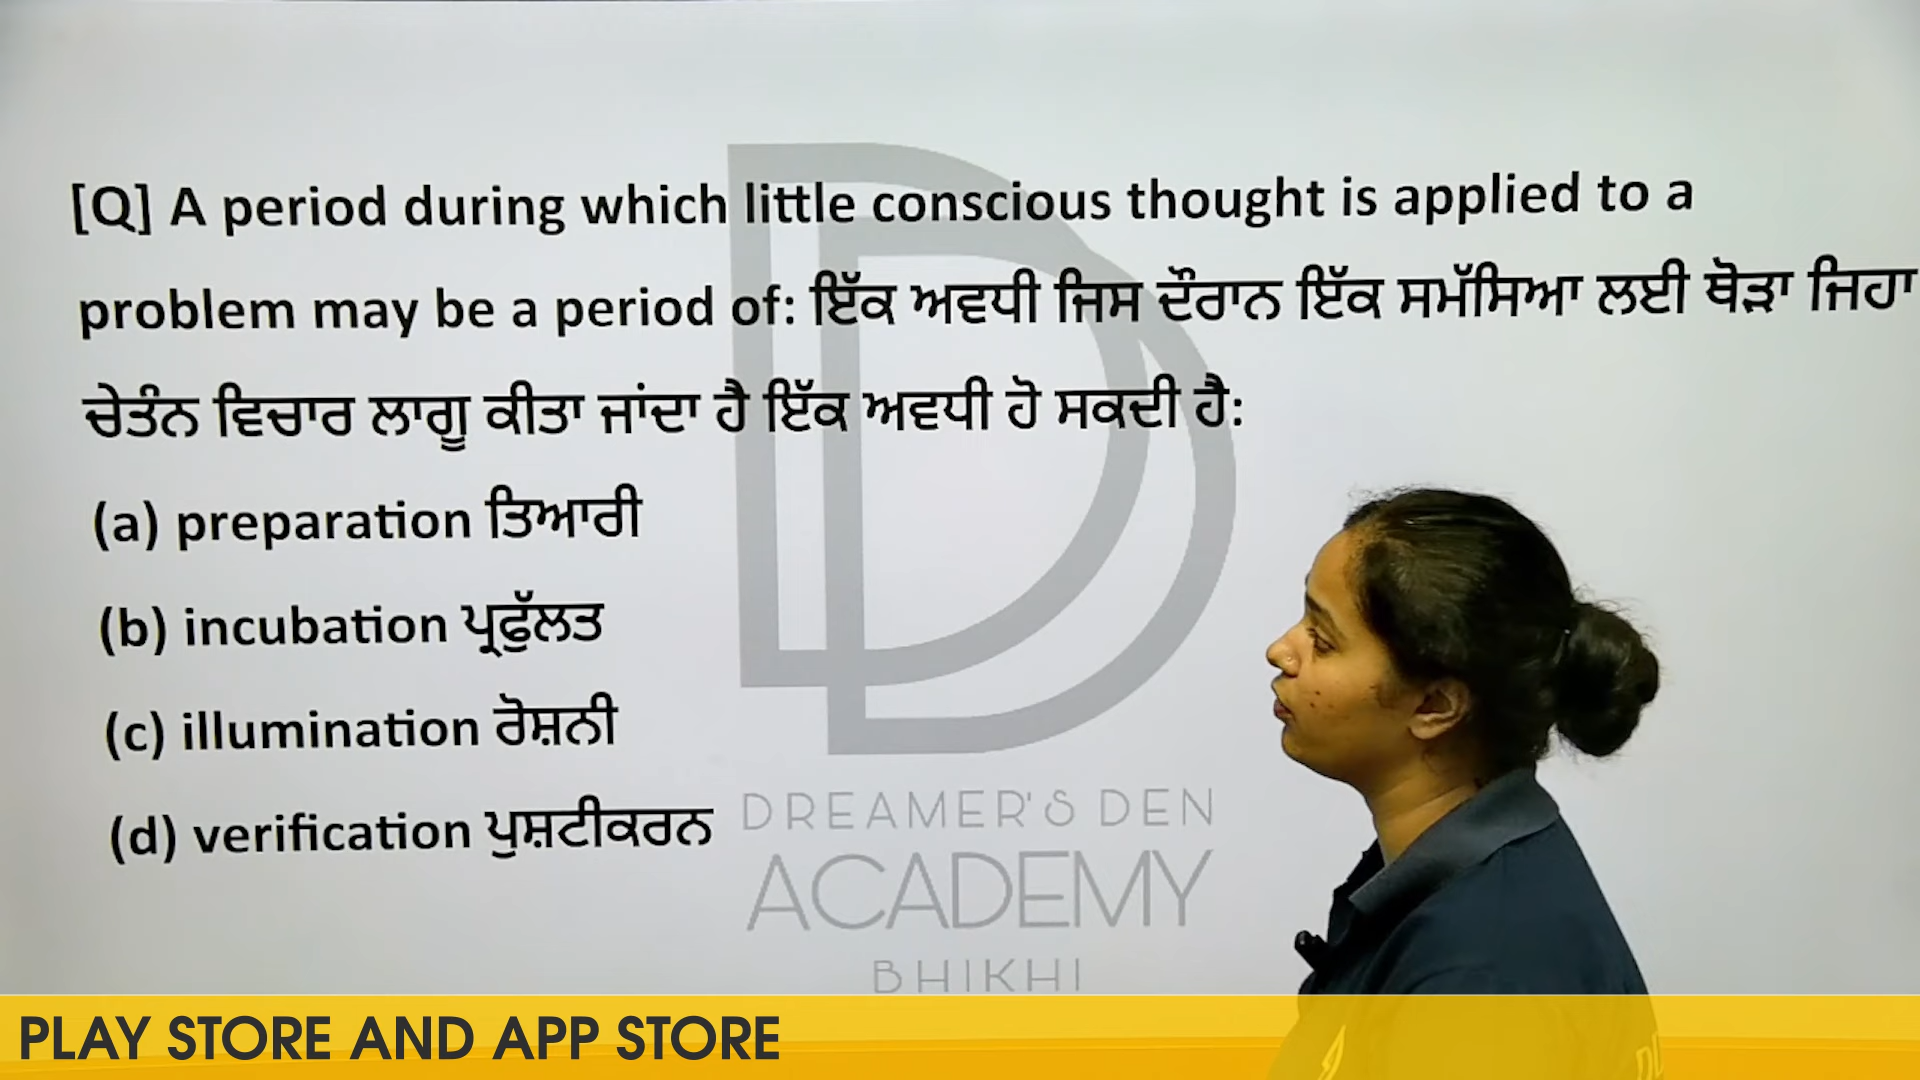 [Q] A period during which little conscious thought is applied to a
problem may be a period of: ਇੱਕ ਅਵਧੀ ਜਿਸ ਦੌਰਾਨ ਇੱਕ ਸਮੱਸਿਆ ਲਈ ਥੋੜਾ ਜਿਹਾ
ਚੇਤੰਨ ਵਿਚਾਰ ਲਾਗੂ ਕੀਤਾ ਜਾਂਦਾ ਹੈ ਇੱਕ ਅਵਧੀ ਹੋ ਸਕਦੀ ਹੈ:
(a) preparation ਤਿਆਰੀ
(b) incubation ਪ੍ਰਫੁੱਲਤ
(c) illumination ਰੋਸ਼ਨੀ
(d) verification ਪੁਸ਼ਟੀਕਰਨ
DREAMER'S DEN
ACADEMY
BHIKHI
PLAY STORE AND APP STORE